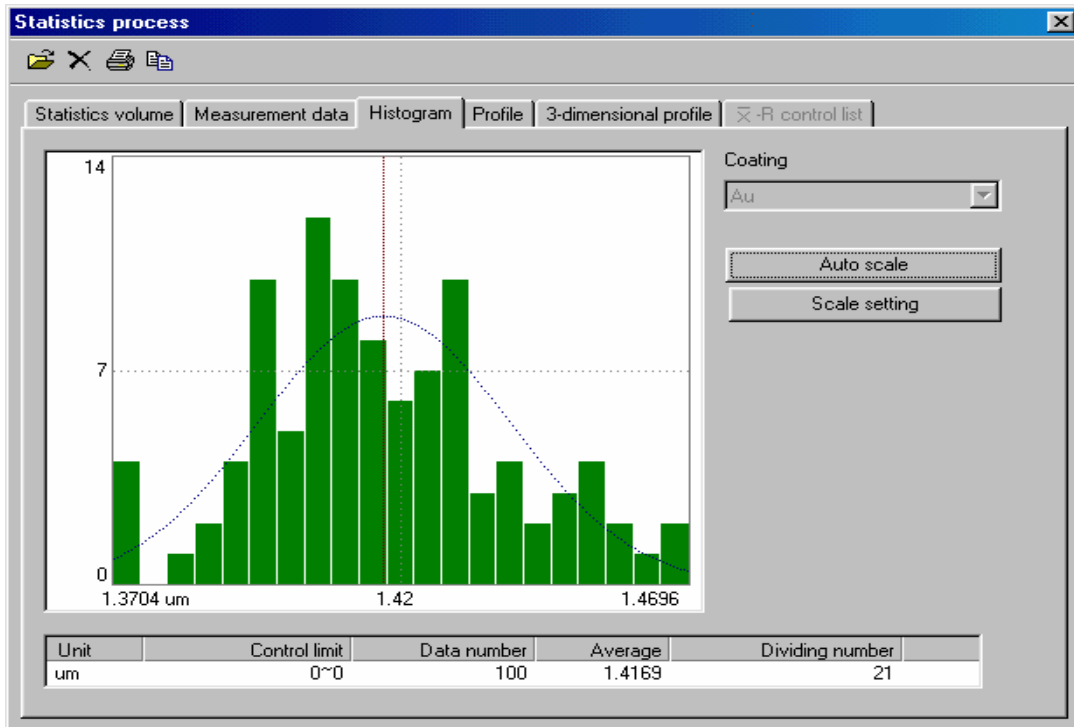 Statistics process
Statistics volume Measurement data Histogram Profile 3-dimensional profile x̄-R control list
14
7
0
1.3704 um 1.42 1.4696
Coating
Au
Auto scale
Scale setting
Unit Control limit Data number Average Dividing number
um 0~0 100 1.4169 21